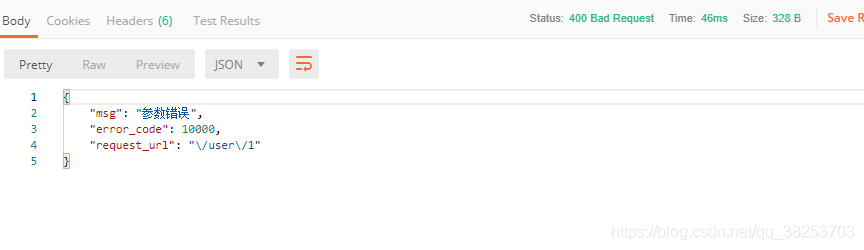 Body Cookies Headers (6) Test Results Status: 400 Bad Request Time: 46ms Size: 328 B Save R
Pretty Raw Preview JSON
1 {
2 "msg": "参数错误",
3 "error_code": 10000,
4 "request_url": "\/user\/1"
5 }
https://blog.csdn.net/qq_38253703